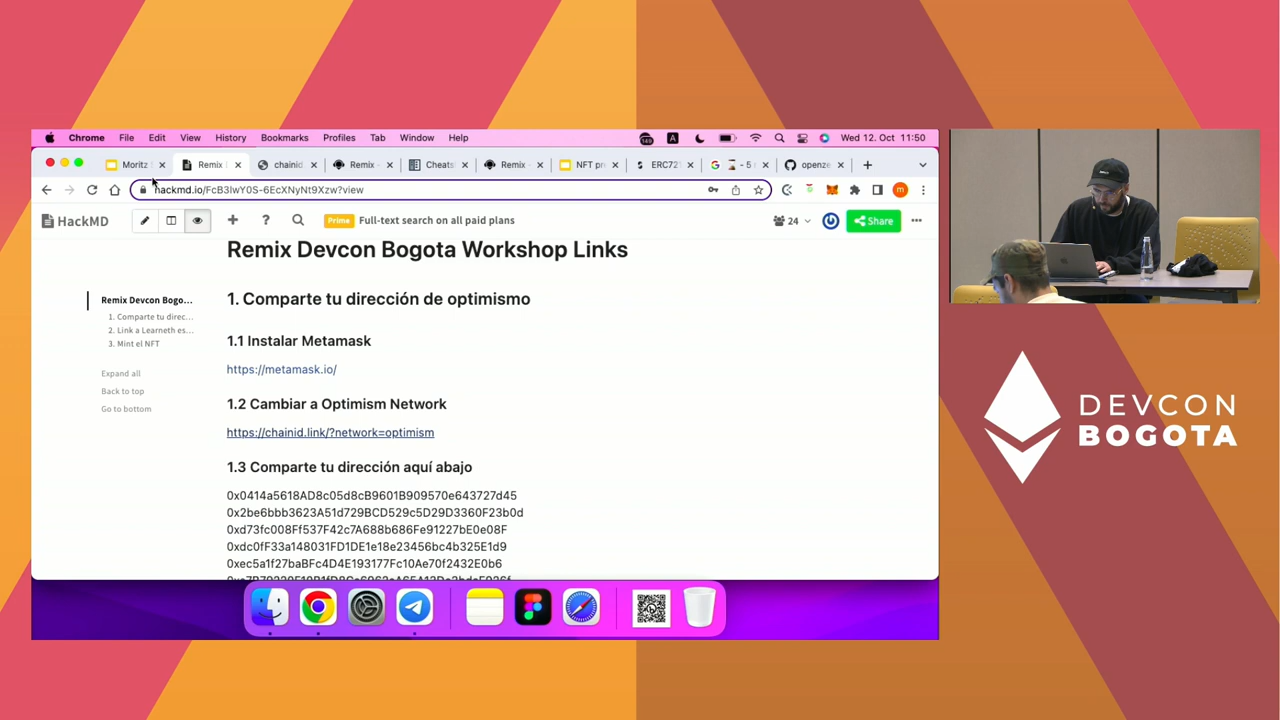 Chrome File Edit View History Bookmarks Profiles Tab Window Help
A
Wed 12. Oct 11:50
Moritz
Remix
chainid.
Remix -
Cheats
Remix -
NFT pr
ERC72
- 5
openze
hackmd.io/FcB3IwY0S-6EcXNyNt9Xzw?view
m
HackMD
Prime Full-text search on all paid plans
24
Share
Remix Devcon Bogota Workshop Links
1. Comparte tu dirección de optimismo
Remix Devcon Bogo...
1. Comparte tu direc...
2. Link a Learneth es...
3. Mint el NFT
Expand all
Back to top
Go to bottom
1.1 Instalar Metamask
https://metamask.io/
1.2 Cambiar a Optimism Network
https://chainid.link/?network=optimism
1.3 Comparte tu dirección aquí abajo
0x0414a5618AD8c05d8cB9601B909570e643727d45
0x2be6bbb3623A51d729BCD529c5D29D3360F23b0d
0xd73fc008Ff537F42c7A688b686Fe91227bE0e08F
0xdc0fF33a148031FD1DE1e18e23456bc4b325E1d9
0xec5a1f27baBFc4D4E193177Fc10Ae70f2432E0b6
DEVCON
BOGOTA